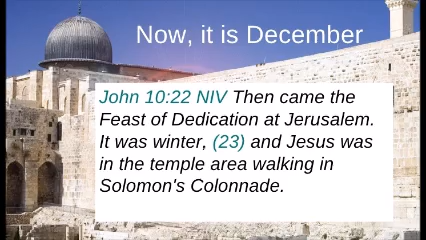 Now, it is December
John 10:22 NIV Then came the
Feast of Dedication at Jerusalem.
It was winter, (23) and Jesus was
in the temple area walking in
Solomon's Colonnade.